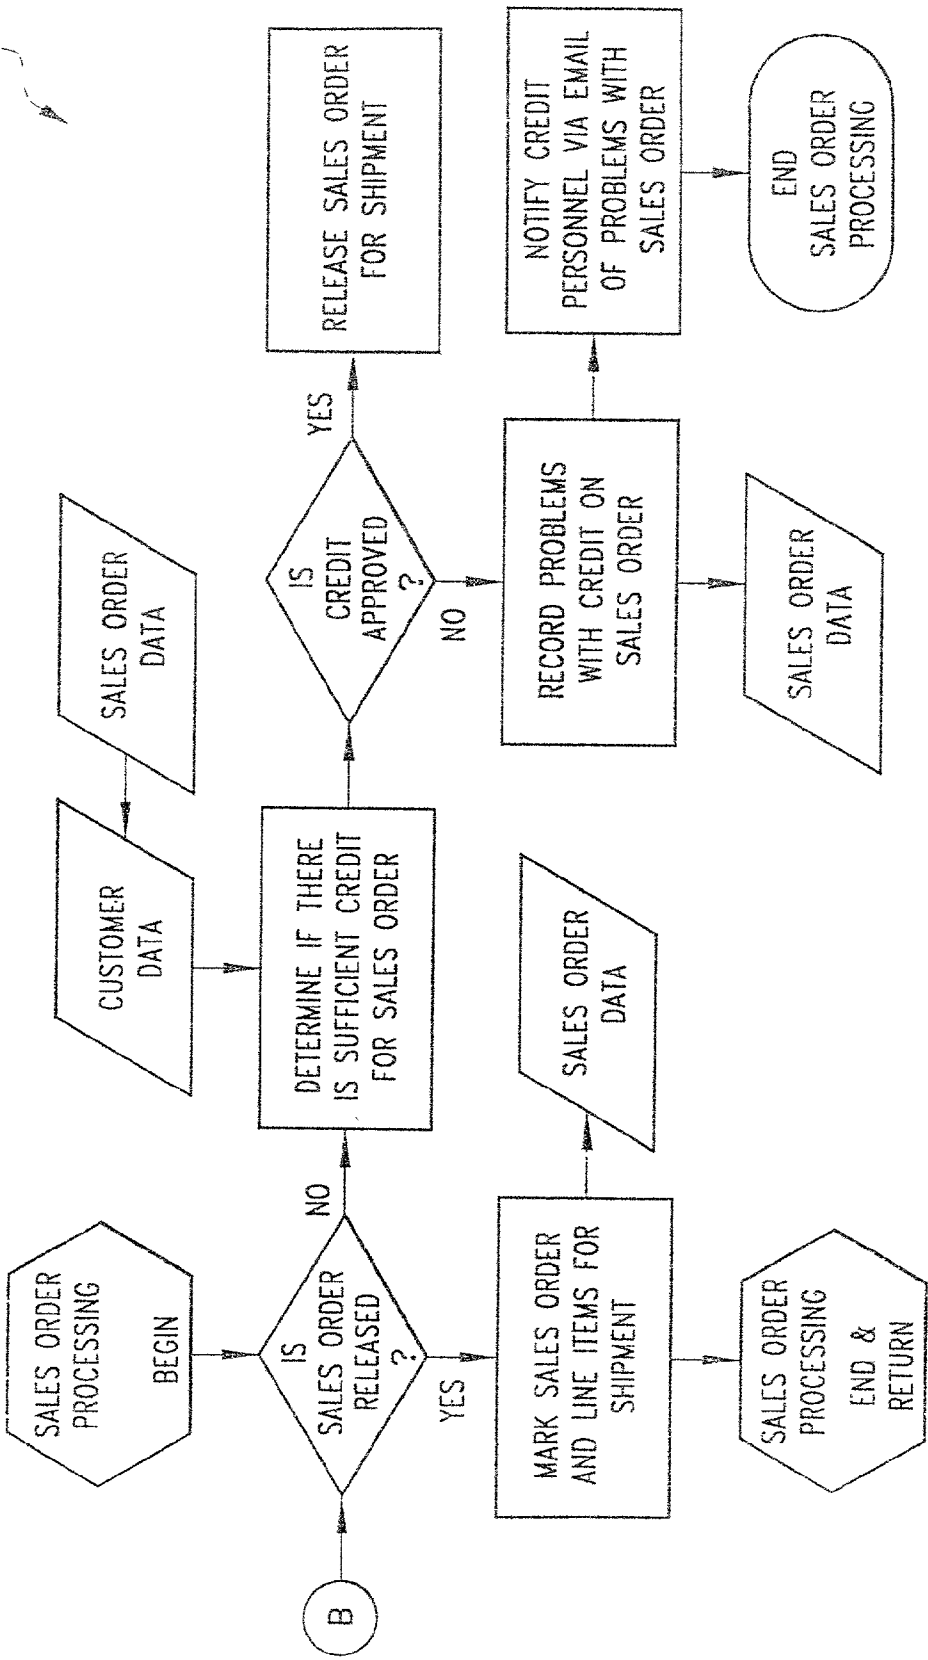 SALES ORDER
PROCESSING
BEGIN
CUSTOMER
DATA
SALES ORDER
DATA
B
IS
SALES ORDER
RELEASED
?
NO
YES
DETERMINE IF THERE
IS SUFFICIENT CREDIT
FOR SALES ORDER
IS
CREDIT
APPROVED
?
YES
NO
RELEASE SALES ORDER
FOR SHIPMENT
MARK SALES ORDER
AND LINE ITEMS FOR
SHIPMENT
SALES ORDER
DATA
RECORD PROBLEMS
WITH CREDIT ON
SALES ORDER
NOTIFY CREDIT
PERSONNEL VIA EMAIL
OF PROBLEMS WITH
SALES ORDER
SALES ORDER
PROCESSING
END &
RETURN
SALES ORDER
DATA
END
SALES ORDER
PROCESSING